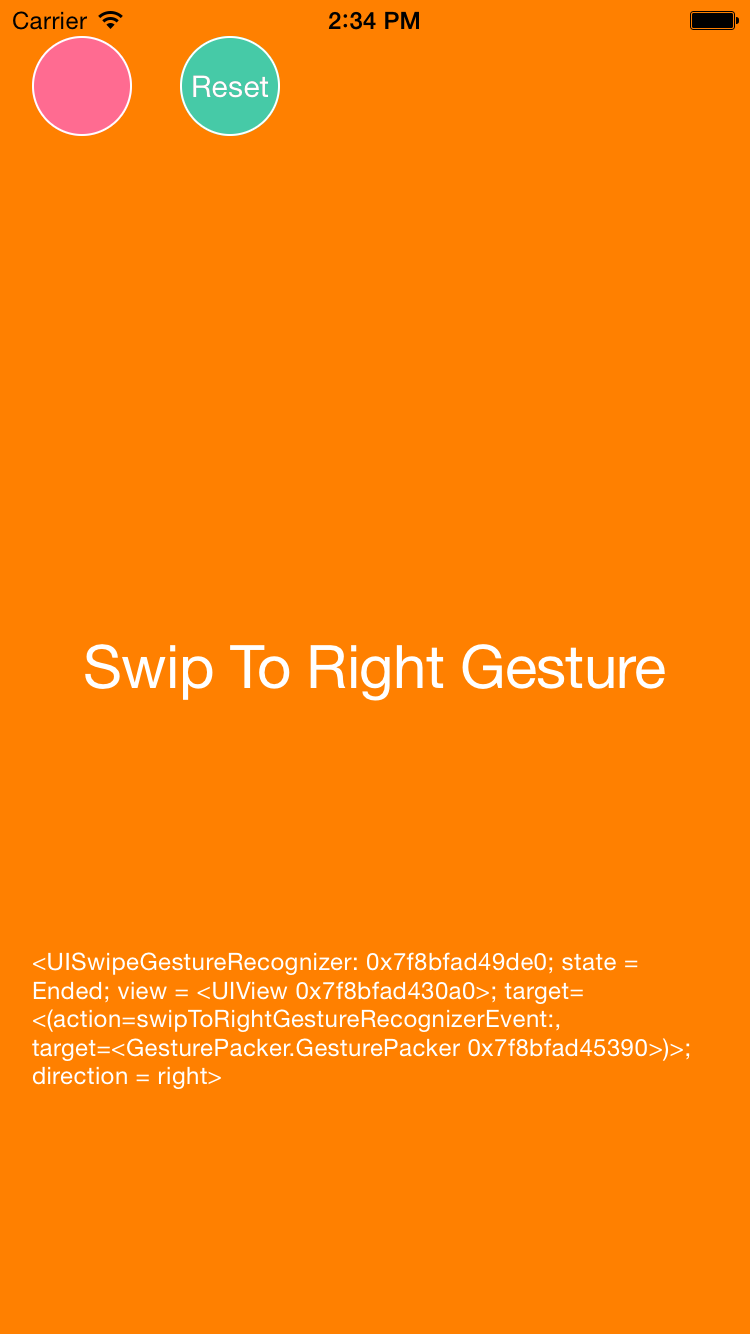 Carrier 2:34 PM
Reset
Swip To Right Gesture
<UISwipeGestureRecognizer: 0x7f8bfad49de0; state =
Ended; view = <UIView 0x7f8bfad430a0>; target=
<(action=swipToRightGestureRecognizerEvent:,
target=<GesturePacker.GesturePacker 0x7f8bfad45390>)>;
direction = right>